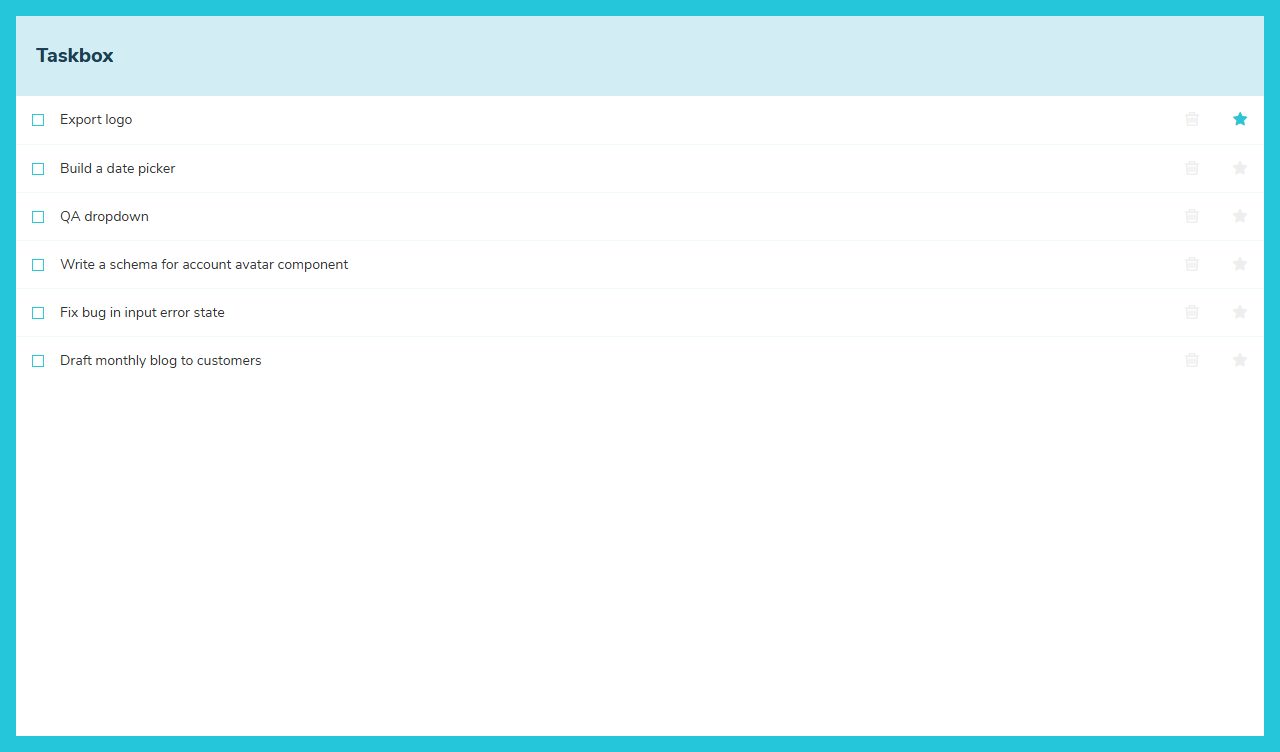 Taskbox
Export logo
Build a date picker
QA dropdown
Write a schema for account avatar component
Fix bug in input error state
Draft monthly blog to customers